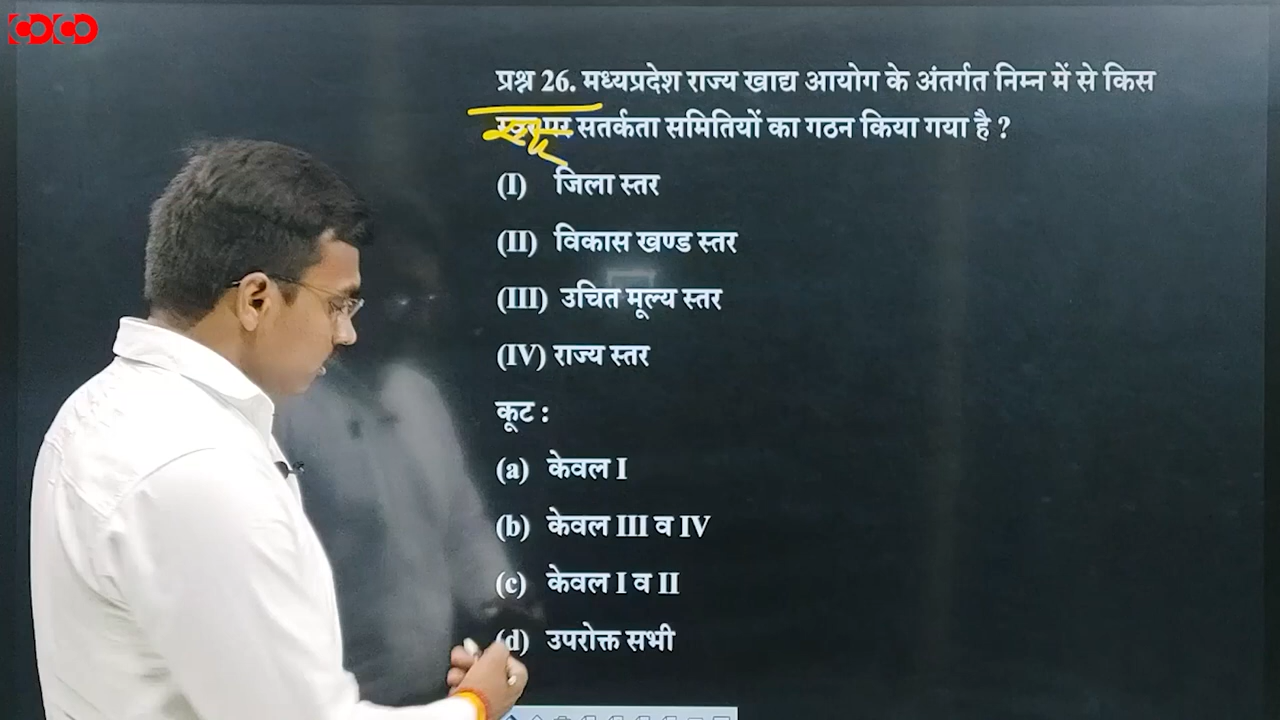 COCO
प्रश्न 26. मध्यप्रदेश राज्य खाद्य आयोग के अंतर्गत निम्न में से किस
सतर्कता समितियों का गठन किया गया है ?
(I) जिला स्तर
(II) विकास खण्ड स्तर
(III) उचित मूल्य स्तर
(IV) राज्य स्तर
कूट :
(a) केवल I
(b) केवल III व IV
(c) केवल I व II
(d) उपरोक्त सभी